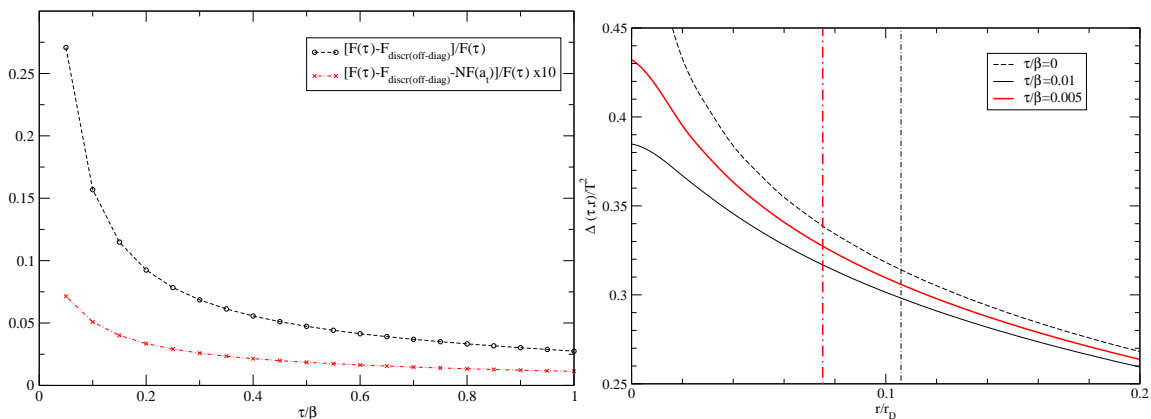 [F(τ)-F_discr(off-diag)]/F(τ)
[F(τ)-F_discr(off-diag)-NF(a_t)]/F(τ) x10
0.25
0.2
0.15
0.1
0.05
0
0 0.2 0.4 0.6 0.8 1
τ/β
τ/β=0
τ/β=0.01
τ/β=0.005
0.45
0.4
0.35
0.3
0.25
Δ (τ,r)/T²
0 0.1 0.2
r/r_D